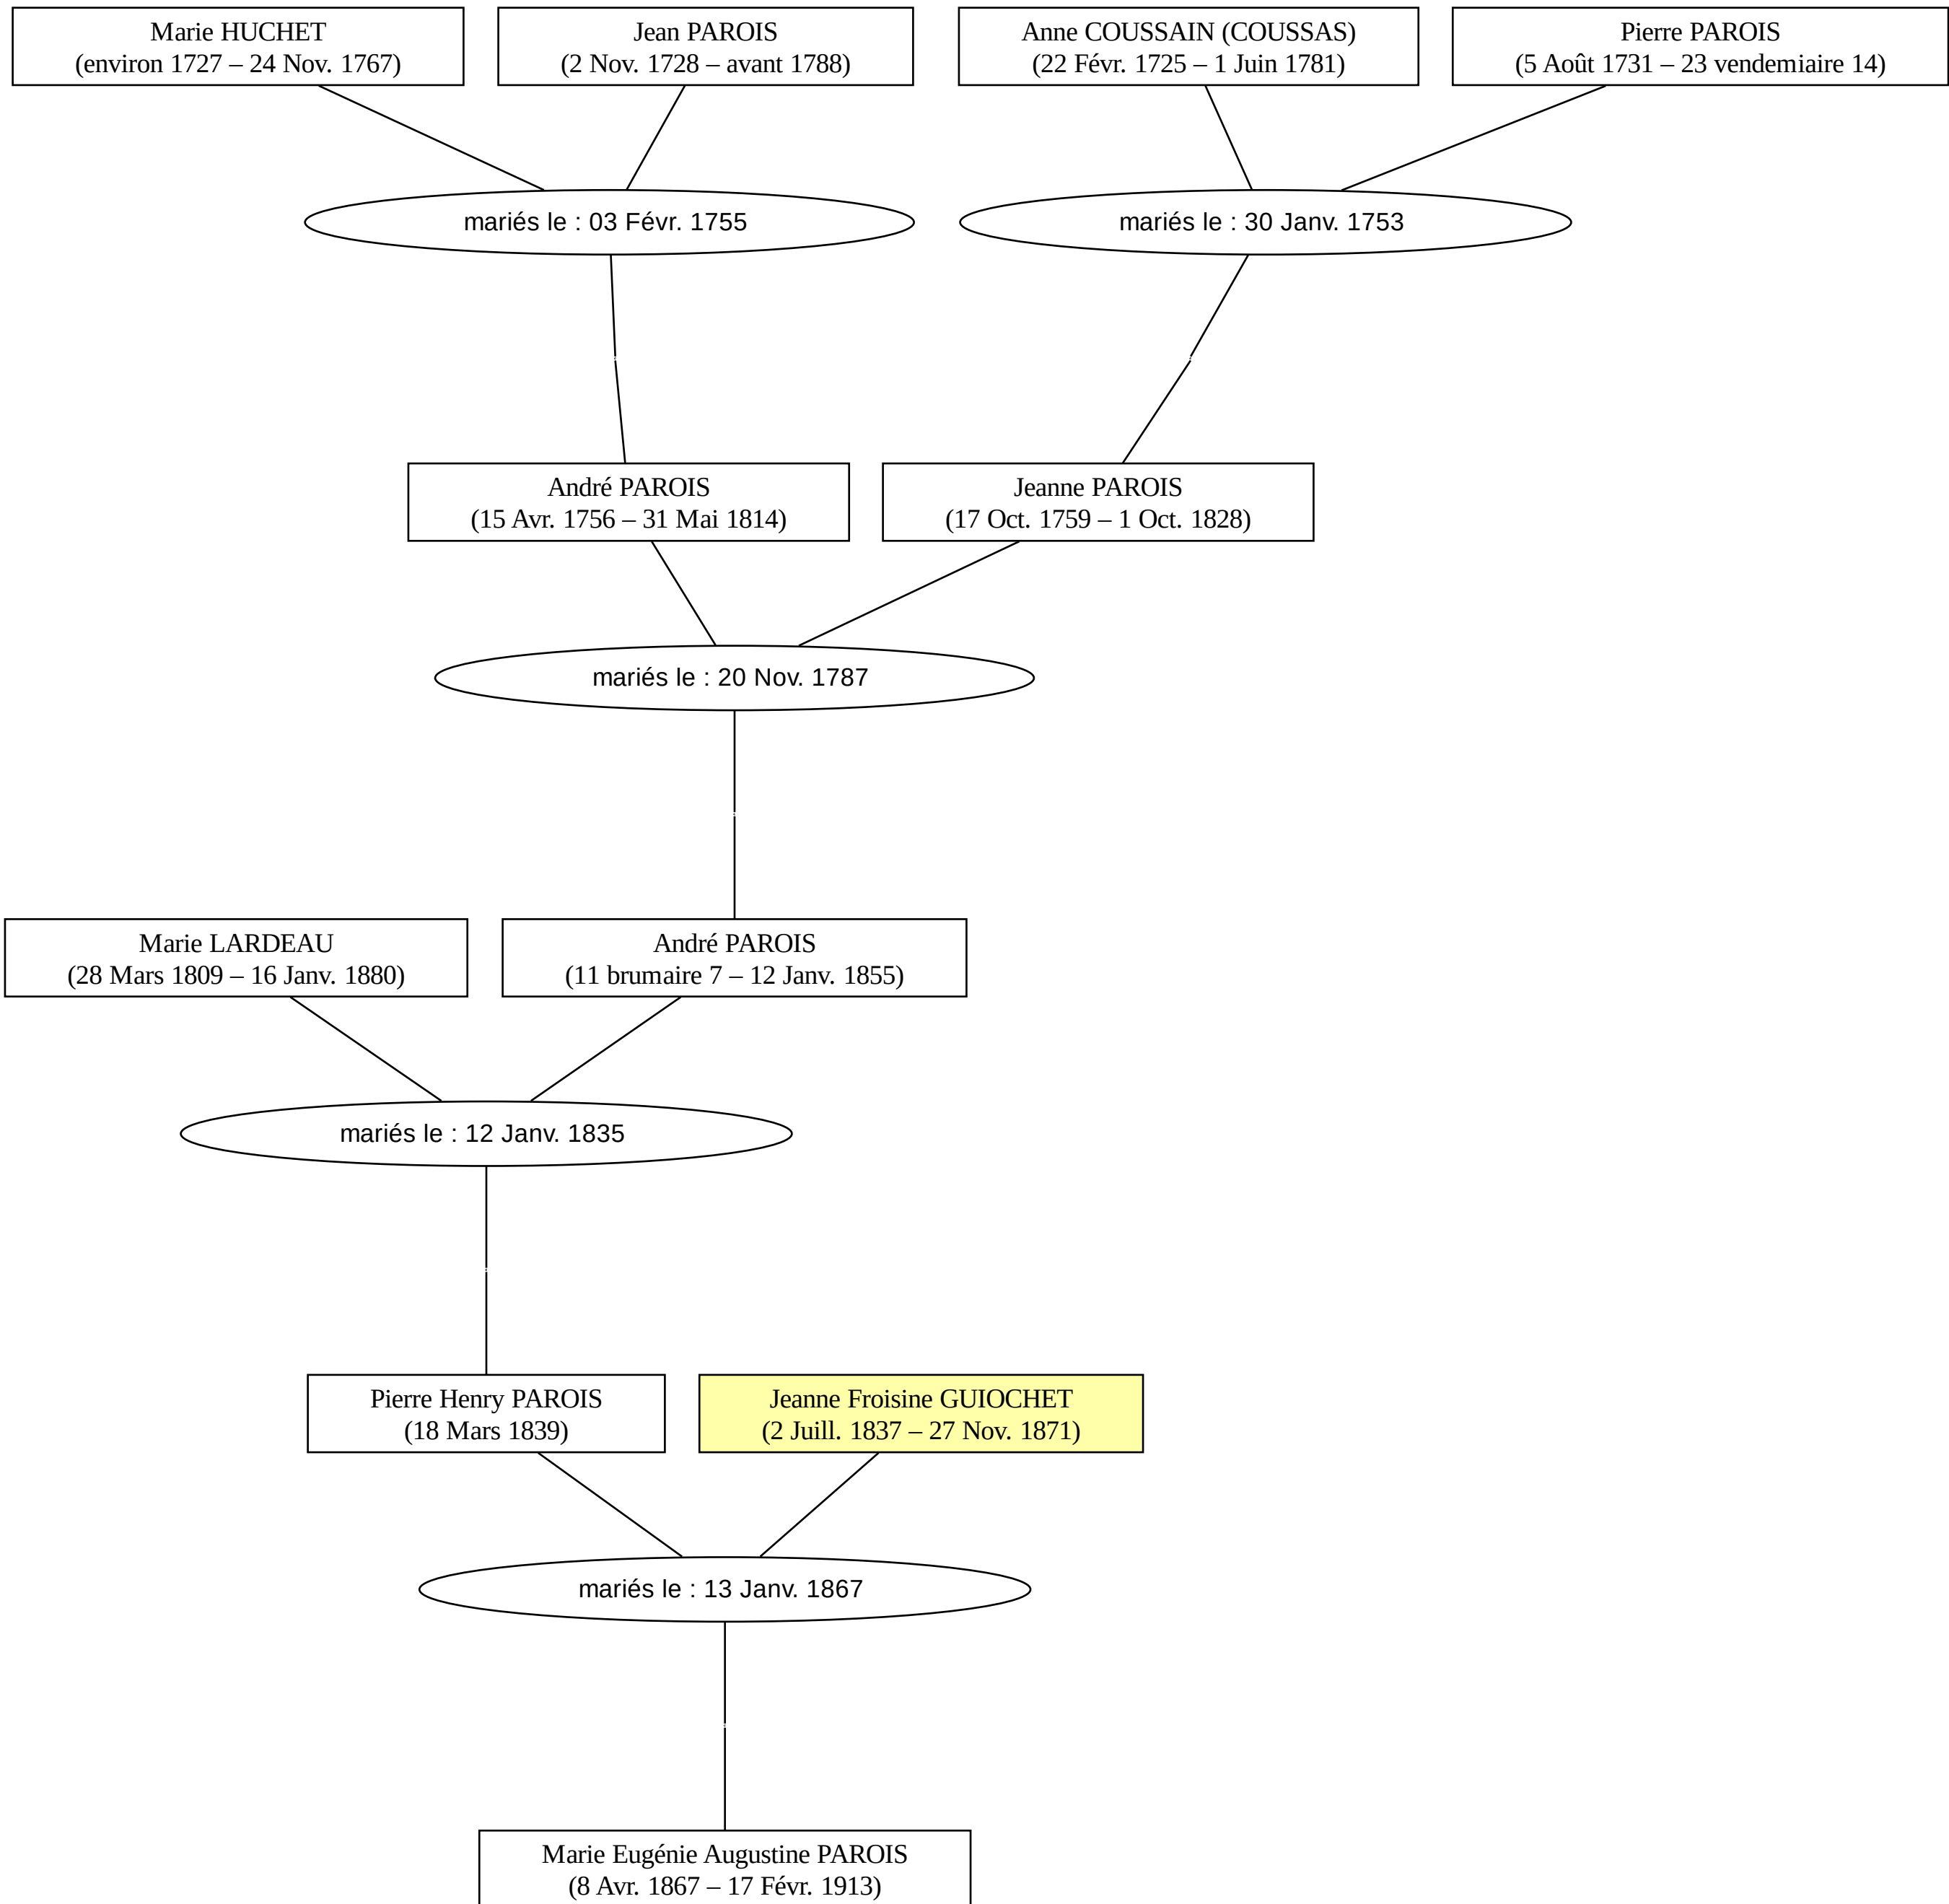 Marie HUCHET
(environ 1727 – 24 Nov. 1767)
Jean PAROIS
(2 Nov. 1728 – avant 1788)
Anne COUSSAIN (COUSSAS)
(22 Févr. 1725 – 1 Juin 1781)
Pierre PAROIS
(5 Août 1731 – 23 vendemiaire 14)
mariés le : 03 Févr. 1755
mariés le : 30 Janv. 1753
André PAROIS
(15 Avr. 1756 – 31 Mai 1814)
Jeanne PAROIS
(17 Oct. 1759 – 1 Oct. 1828)
mariés le : 20 Nov. 1787
Marie LARDEAU
(28 Mars 1809 – 16 Janv. 1880)
André PAROIS
(11 brumaire 7 – 12 Janv. 1855)
mariés le : 12 Janv. 1835
Pierre Henry PAROIS
(18 Mars 1839)
Jeanne Froisine GUIOCHET
(2 Juill. 1837 – 27 Nov. 1871)
mariés le : 13 Janv. 1867
Marie Eugénie Augustine PAROIS
(8 Avr. 1867 – 17 Févr. 1913)